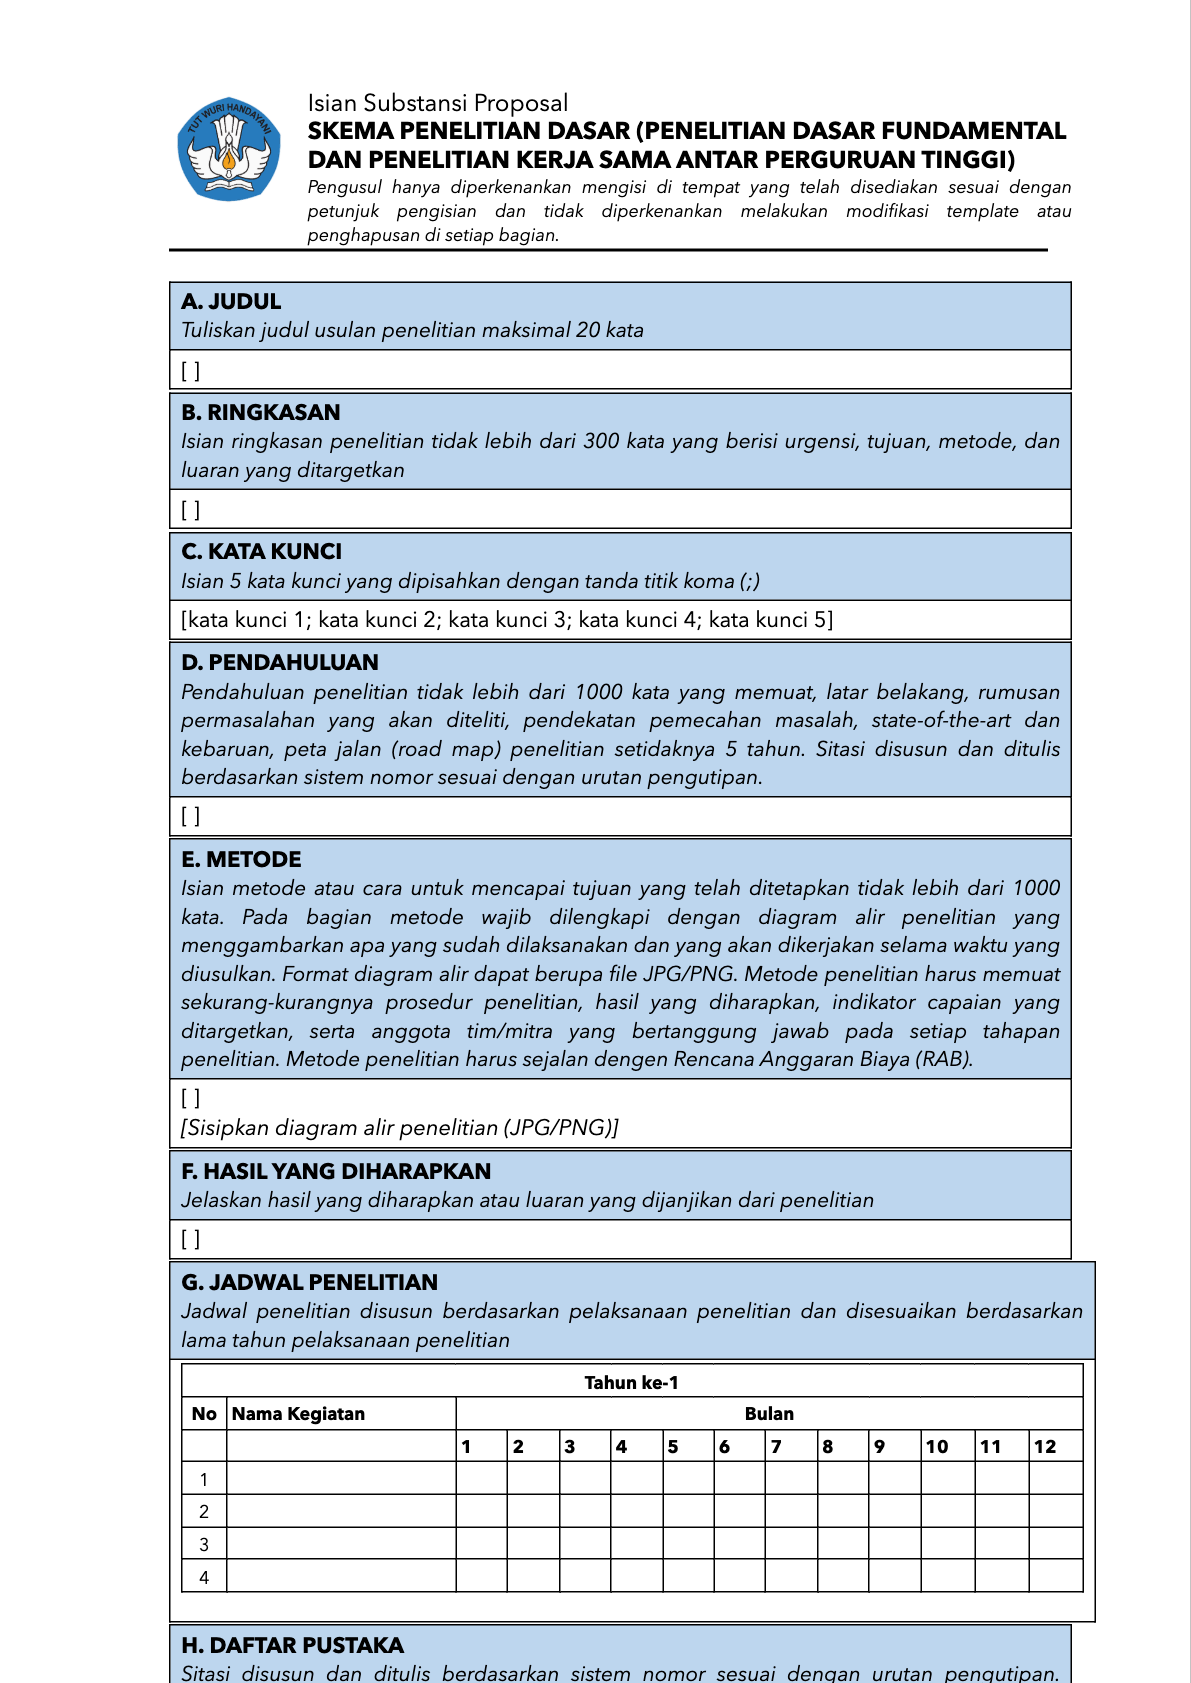 TUT WURI HANDAYANI
Isian Substansi Proposal
SKEMA PENELITIAN DASAR (PENELITIAN DASAR FUNDAMENTAL
DAN PENELITIAN KERJA SAMA ANTAR PERGURUAN TINGGI)
Pengusul hanya diperkenankan mengisi di tempat yang telah disediakan sesuai dengan
petunjuk pengisian dan tidak diperkenankan melakukan modifikasi template atau
penghapusan di setiap bagian.
A. JUDUL
Tuliskan judul usulan penelitian maksimal 20 kata
[ ]
B. RINGKASAN
Isian ringkasan penelitian tidak lebih dari 300 kata yang berisi urgensi, tujuan, metode, dan
luaran yang ditargetkan
[ ]
C. KATA KUNCI
Isian 5 kata kunci yang dipisahkan dengan tanda titik koma (;)
[kata kunci 1; kata kunci 2; kata kunci 3; kata kunci 4; kata kunci 5]
D. PENDAHULUAN
Pendahuluan penelitian tidak lebih dari 1000 kata yang memuat, latar belakang, rumusan
permasalahan yang akan diteliti, pendekatan pemecahan masalah, state-of-the-art dan
kebaruan, peta jalan (road map) penelitian setidaknya 5 tahun. Sitasi disusun dan ditulis
berdasarkan sistem nomor sesuai dengan urutan pengutipan.
[ ]
E. METODE
Isian metode atau cara untuk mencapai tujuan yang telah ditetapkan tidak lebih dari 1000
kata. Pada bagian metode wajib dilengkapi dengan diagram alir penelitian yang
menggambarkan apa yang sudah dilaksanakan dan yang akan dikerjakan selama waktu yang
diusulkan. Format diagram alir dapat berupa file JPG/PNG. Metode penelitian harus memuat
sekurang-kurangnya prosedur penelitian, hasil yang diharapkan, indikator capaian yang
ditargetkan, serta anggota tim/mitra yang bertanggung jawab pada setiap tahapan
penelitian. Metode penelitian harus sejalan dengen Rencana Anggaran Biaya (RAB).
[ ]
[Sisipkan diagram alir penelitian (JPG/PNG)]
F. HASIL YANG DIHARAPKAN
Jelaskan hasil yang diharapkan atau luaran yang dijanjikan dari penelitian
[ ]
G. JADWAL PENELITIAN
Jadwal penelitian disusun berdasarkan pelaksanaan penelitian dan disesuaikan berdasarkan
lama tahun pelaksanaan penelitian
Tahun ke-1
No Nama Kegiatan Bulan
1 2 3 4 5 6 7 8 9 10 11 12
1
2
3
4
H. DAFTAR PUSTAKA
Sitasi disusun dan ditulis berdasarkan sistem nomor sesuai dengan urutan pengutipan.